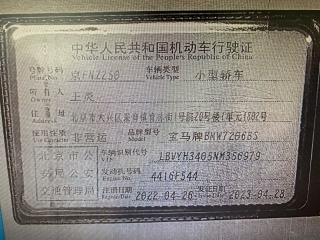 中华人民共和国机动车行驶证
Vehicle License of the People's Republic of China
号牌号码 京FNZZ50 车辆类型 小型轿车
Plate No. Vehicle Type
所有人
Owner 王灵
住址
Address 北京市大兴区采育镇育
使用性质 非营运 品牌型号 宝马牌BMW7266BS
Use Character Model
北京市公 车辆识别代号 LBVYH3405NM356979
VIN
安局公安 发动机号码 4416F544
Engine No.
交通管理局 注册日期 2022-04-26 发证日期 2023-04-28
Register Date Issue Date